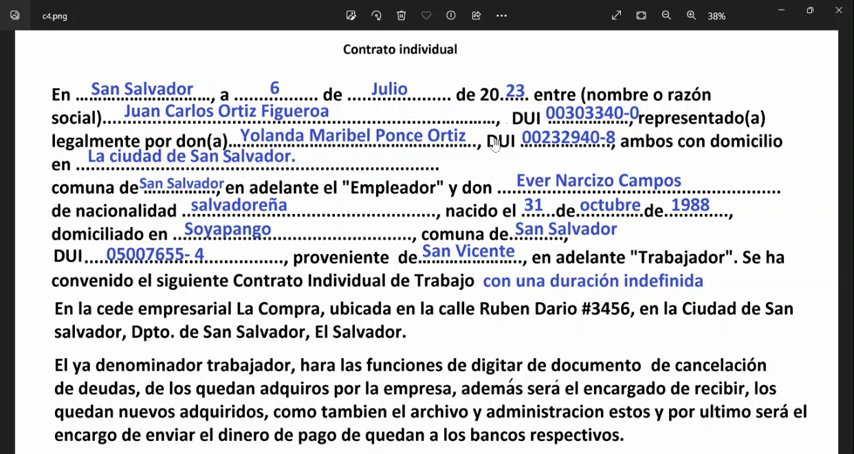 c4.png
38%
Contrato individual
En San Salvador, a 6 de Julio de 2023. entre (nombre o razón
social) Juan Carlos Ortiz Figueroa, DUI 00303340-0, representado(a)
legalmente por don(a) Yolanda Maribel Ponce Ortiz, DUI 00232940-8, ambos con domicilio
en La ciudad de San Salvador.
comuna de San Salvador, en adelante el "Empleador" y don Ever Narcizo Campos
de nacionalidad salvadoreña, nacido el 31 de octubre de 1988,
domiciliado en Soyapango, comuna de San Salvador,
DUI 05007655- 4, proveniente de San Vicente, en adelante "Trabajador". Se ha
convenido el siguiente Contrato Individual de Trabajo con una duración indefinida
En la cede empresarial La Compra, ubicada en la calle Ruben Dario #3456, en la Ciudad de San
salvador, Dpto. de San Salvador, El Salvador.
El ya denominador trabajador, hara las funciones de digitar de documento de cancelación
de deudas, de los quedan adquiros por la empresa, además será el encargado de recibir, los
quedan nuevos adquiridos, como tambien el archivo y administracion estos y por ultimo será el
encargo de enviar el dinero de pago de quedan a los bancos respectivos.